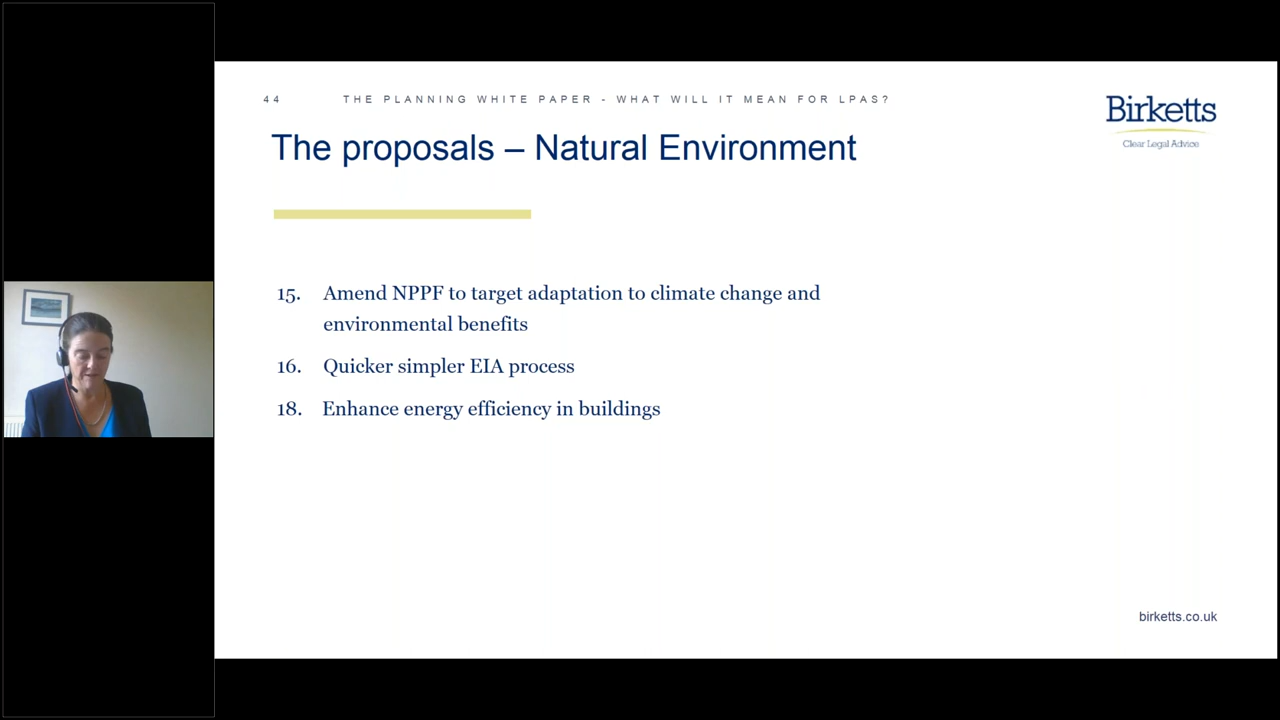 44 THE PLANNING WHITE PAPER - WHAT WILL IT MEAN FOR LPAS?
Birketts
Clear Legal Advice
The proposals – Natural Environment
15. Amend NPPF to target adaptation to climate change and
environmental benefits
16. Quicker simpler EIA process
18. Enhance energy efficiency in buildings
birketts.co.uk